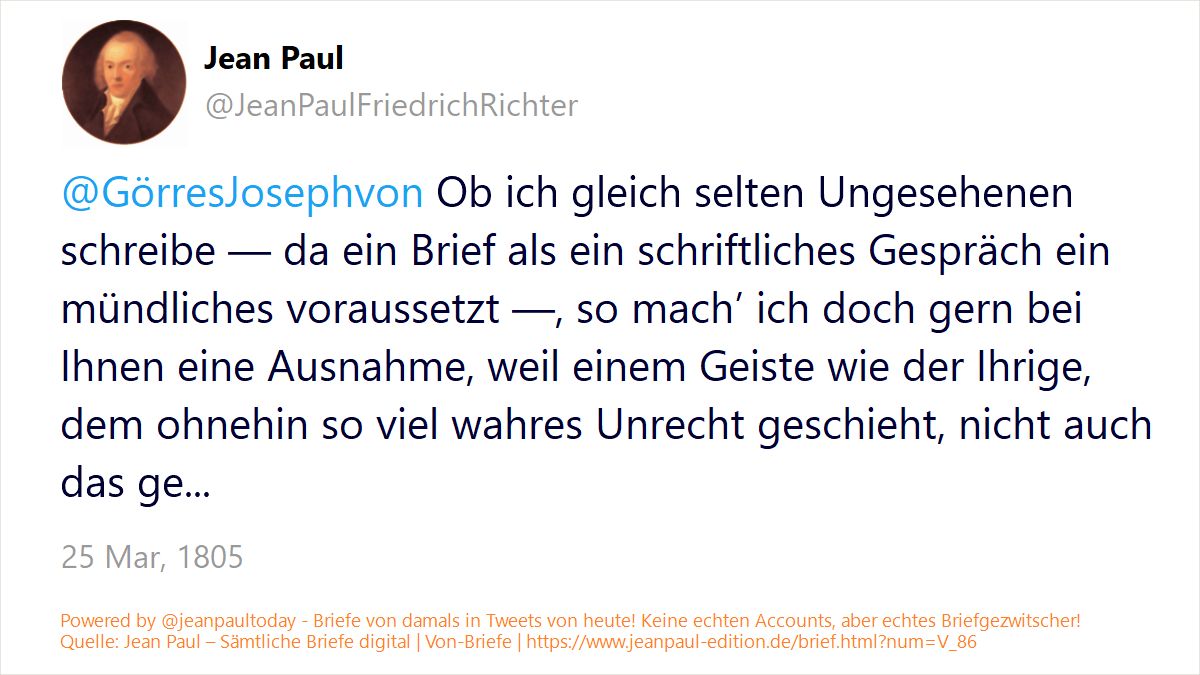 Jean Paul
@JeanPaulFriedrichRichter
@GörresJosephvon Ob ich gleich selten Ungesehenen
schreibe — da ein Brief als ein schriftliches Gespräch ein
mündliches voraussetzt —, so mach’ ich doch gern bei
Ihnen eine Ausnahme, weil einem Geiste wie der Ihrige,
dem ohnehin so viel wahres Unrecht geschieht, nicht auch
das ge...
25 Mar, 1805
Powered by @jeanpaultoday - Briefe von damals in Tweets von heute! Keine echten Accounts, aber echtes Briefgezwitscher!
Quelle: Jean Paul – Sämtliche Briefe digital | Von-Briefe | https://www.jeanpaul-edition.de/brief.html?num=V_86